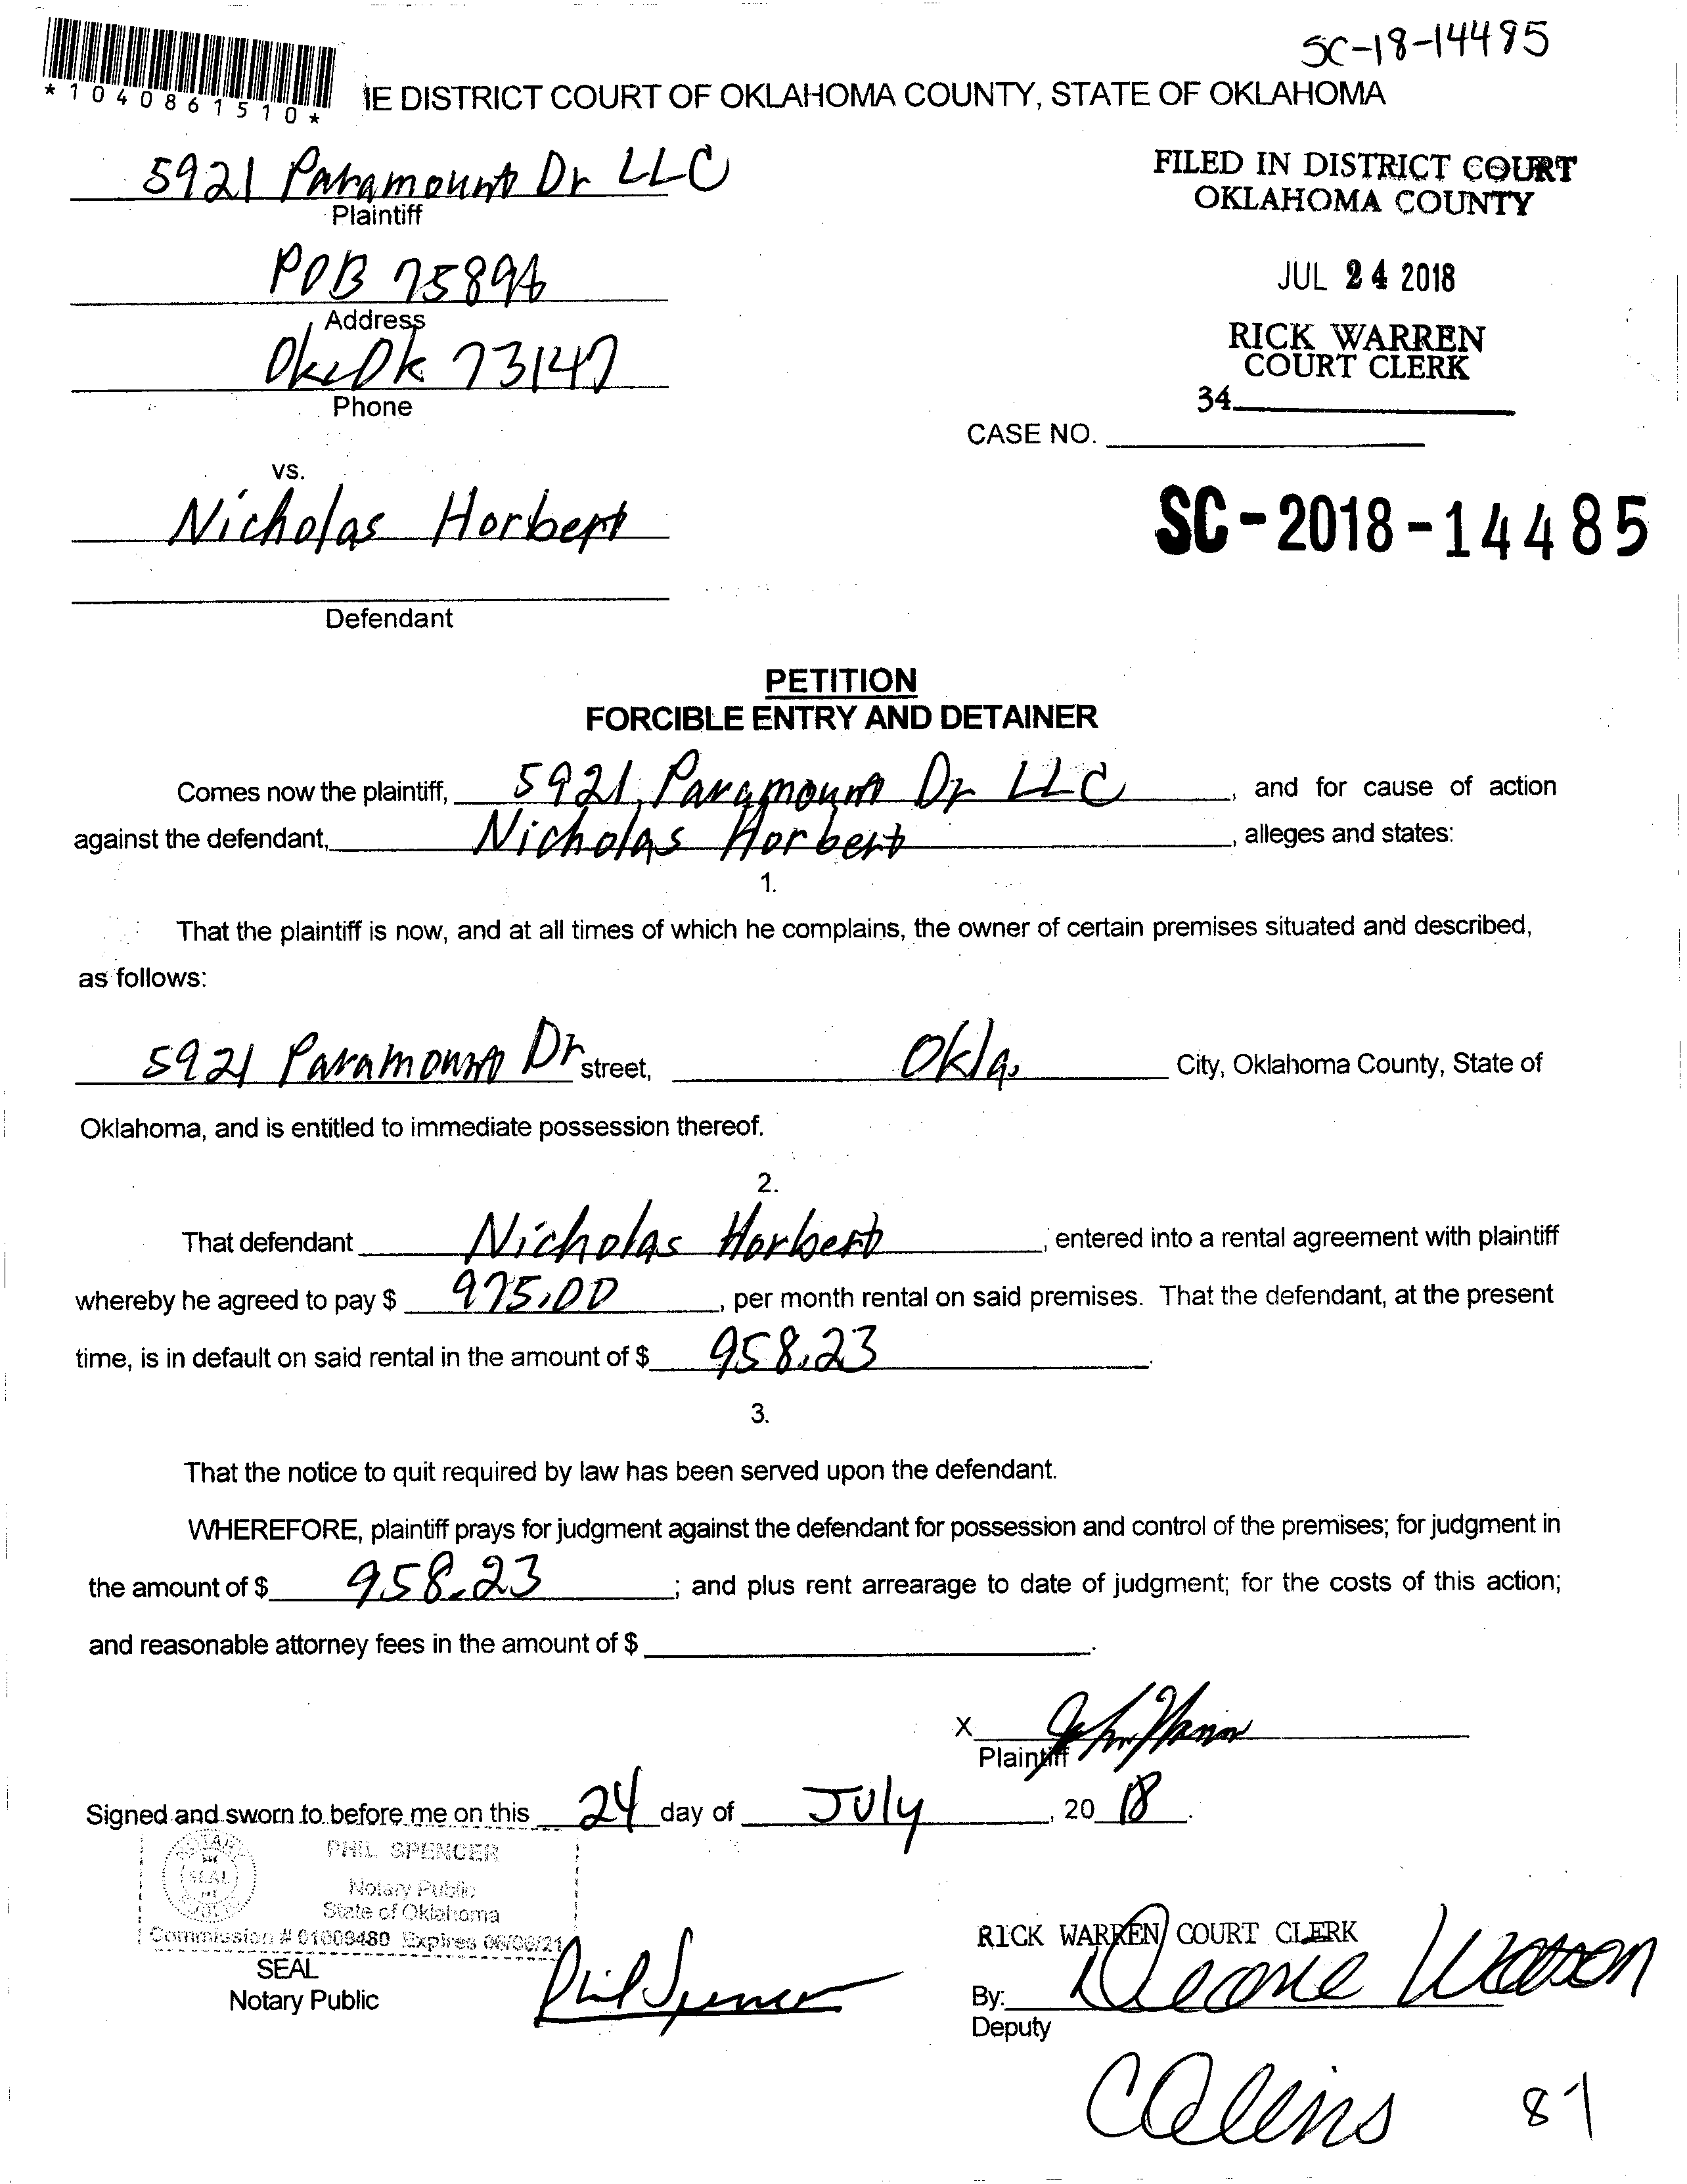 SC-18-14485
*1040861510*
IE DISTRICT COURT OF OKLAHOMA COUNTY, STATE OF OKLAHOMA
5921 Paramount Dr LLC
Plaintiff
FILED IN DISTRICT COURT
OKLAHOMA COUNTY
POB 75896
Address
JUL 24 2018
RICK WARREN
COURT CLERK
34
OkcOk 73147
Phone
CASE NO.
vs.
Nicholas Horbert
SC-2018-14485
Defendant
PETITION
FORCIBLE ENTRY AND DETAINER
Comes now the plaintiff, 5921 Paramount Dr LLC, and for cause of action
against the defendant, Nicholas Horbert, alleges and states:
1.
That the plaintiff is now, and at all times of which he complains, the owner of certain premises situated and described,
as follows:
5921 Paramount Dr street, Okla. City, Oklahoma County, State of
Oklahoma, and is entitled to immediate possession thereof.
2.
That defendant Nicholas Horbert, entered into a rental agreement with plaintiff
whereby he agreed to pay $ 975.00, per month rental on said premises. That the defendant, at the present
time, is in default on said rental in the amount of $ 958.23.
3.
That the notice to quit required by law has been served upon the defendant.
WHEREFORE, plaintiff prays for judgment against the defendant for possession and control of the premises; for judgment in
the amount of $ 958.23; and plus rent arrearage to date of judgment; for the costs of this action;
and reasonable attorney fees in the amount of $ .
X
Plaintiff
Signed and sworn to before me on this 24 day of July, 20 18.
PHIL SPENCER
NOTARY
SEAL
PUBLIC
Notary Public
State of Oklahoma
Commission # 01009480 Expires 06/06/21
SEAL
Notary Public
Phil Spencer
RICK WARREN, COURT CLERK
By: Watson
Deputy
Collins 81